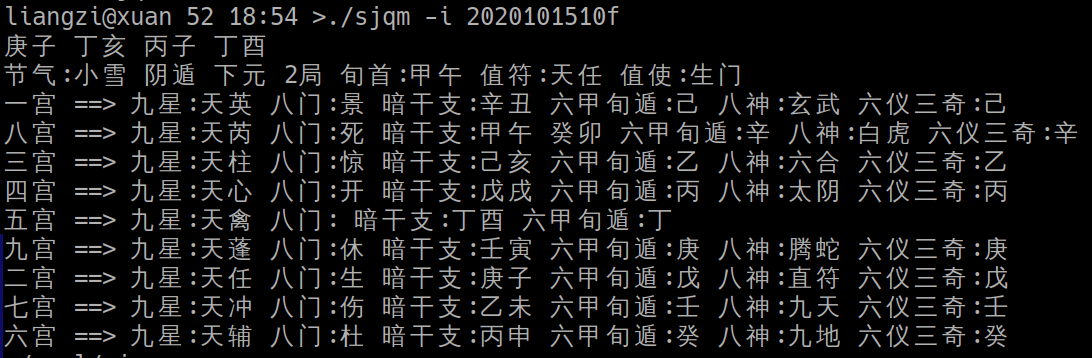 liangzi@xuan 52 18:54 >./sjqm -i 2020101510f
庚子 丁亥 丙子 丁酉
节气:小雪 阴遁 下元 2局 旬首:甲午 值符:天任 值使:生门
一宫 ==> 九星:天英 八门:景 暗干支:辛丑 六甲旬遁:己 八神:玄武 六仪三奇:己
八宫 ==> 九星:天芮 八门:死 暗干支:甲午 癸卯 六甲旬遁:辛 八神:白虎 六仪三奇:辛
三宫 ==> 九星:天柱 八门:惊 暗干支:己亥 六甲旬遁:乙 八神:六合 六仪三奇:乙
四宫 ==> 九星:天心 八门:开 暗干支:戊戌 六甲旬遁:丙 八神:太阴 六仪三奇:丙
五宫 ==> 九星:天禽 八门: 暗干支:丁酉 六甲旬遁:丁
九宫 ==> 九星:天蓬 八门:休 暗干支:壬寅 六甲旬遁:庚 八神:腾蛇 六仪三奇:庚
二宫 ==> 九星:天任 八门:生 暗干支:庚子 六甲旬遁:戊 八神:直符 六仪三奇:戊
七宫 ==> 九星:天冲 八门:伤 暗干支:乙未 六甲旬遁:壬 八神:九天 六仪三奇:壬
六宫 ==> 九星:天辅 八门:杜 暗干支:丙申 六甲旬遁:癸 八神:九地 六仪三奇:癸